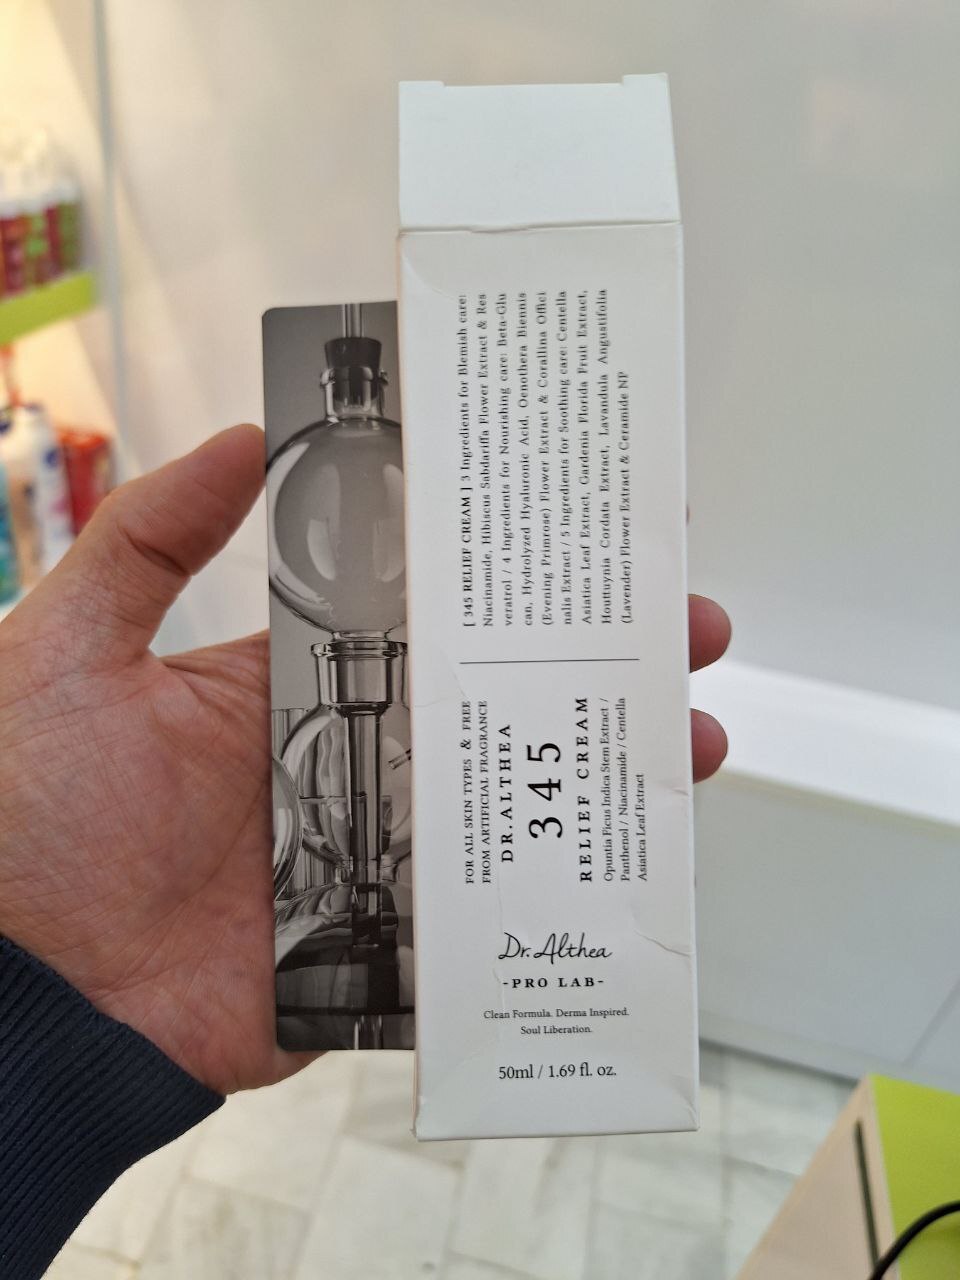 [ 345 RELIEF CREAM ] 3 Ingredients for Blemish care:
Niacinamide, Hibiscus Sabdariffa Flower Extract & Res
veratrol / 4 Ingredients for Nourishing care: Beta-Glu
can, Hydrolyzed Hyaluronic Acid, Oenothera Biennis
(Evening Primrose) Flower Extract & Corallina Offici
nalis Extract / 5 Ingredients for Soothing care: Centella
Asiatica Leaf Extract, Gardenia Florida Fruit Extract,
Houttuynia Cordata Extract, Lavandula Angustifolia
(Lavender) Flower Extract & Ceramide NP
FOR ALL SKIN TYPES & FREE
FROM ARTIFICIAL FRAGRANCE
DR.ALTHEA
345
RELIEF CREAM
Opuntia Ficus Indica Stem Extract /
Panthenol / Niacinamide / Centella
Asiatica Leaf Extract
Dr.Althea
-PRO LAB-
Clean Formula. Derma Inspired.
Soul Liberation.
50ml / 1.69 fl. oz.